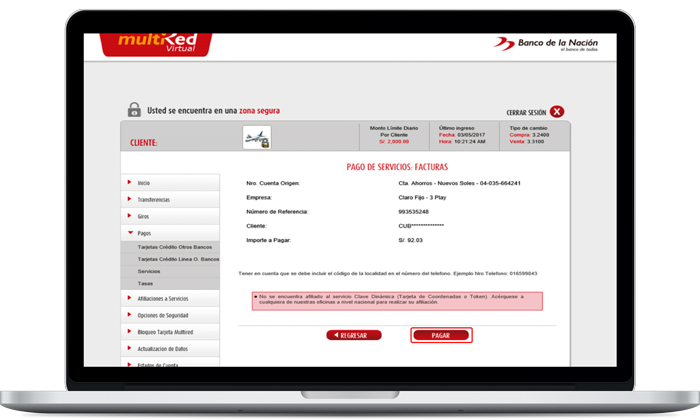 multired
Virtual
Banco de la Nación
el banco de todos
Usted se encuentra en una zona segura
CERRAR SESIÓN X
CLIENTE:
Monto Límite Diario
Por Cliente
S/. 2,000.00
Último ingreso
Fecha: 03/05/2017
Hora: 10:21:24 AM
Tipo de cambio
Compra: 3.2400
Venta: 3.3100
Inicio
Transferencias
Giros
Pagos
Tarjetas Crédito Otros Bancos
Tarjetas Crédito Línea O. Bancos
Servicios
Tasas
Afiliaciones a Servicios
Opciones de Seguridad
Bloqueo Tarjeta Multired
Actualizacion de Datos
Estados de Cuenta
PAGO DE SERVICIOS: FACTURAS
Nro. Cuenta Origen: Cta. Ahorros - Nuevos Soles - 04-035-664241
Empresa: Claro Fijo - 3 Play
Número de Referencia: 993535248
Cliente: CUB**************
Importe a Pagar: S/. 92.03
Tener en cuenta que se debe incluir el código de la localidad en el número del telefono. Ejemplo Nro Telefono: 016599843
No se encuentra afiliado al servicio Clave Dinámica (Tarjeta de Coordenadas o Token). Acérquese a
cualquiera de nuestras oficinas a nivel nacional para realizar su afiliación.
REGRESAR
PAGAR